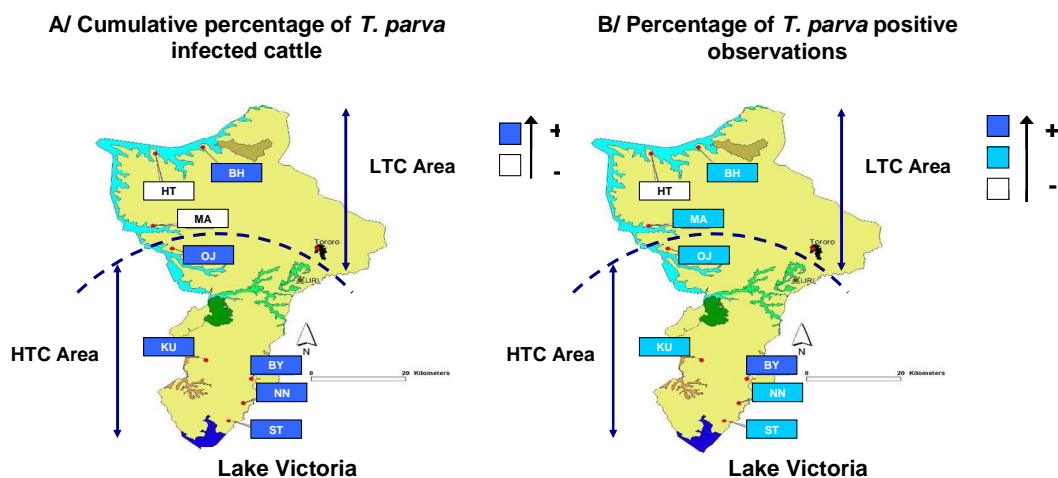 A/ Cumulative percentage of T. parva
infected cattle
+
-
LTC Area
BH
HT
MA
OJ
Tororo
LIRI
HTC Area
KU
N
BY
0 20 Kilometers
NN
ST
Lake Victoria
B/ Percentage of T. parva positive
observations
+
-
LTC Area
BH
HT
MA
OJ
Tororo
LIRI
HTC Area
KU
N
BY
0 20 Kilometers
NN
ST
Lake Victoria